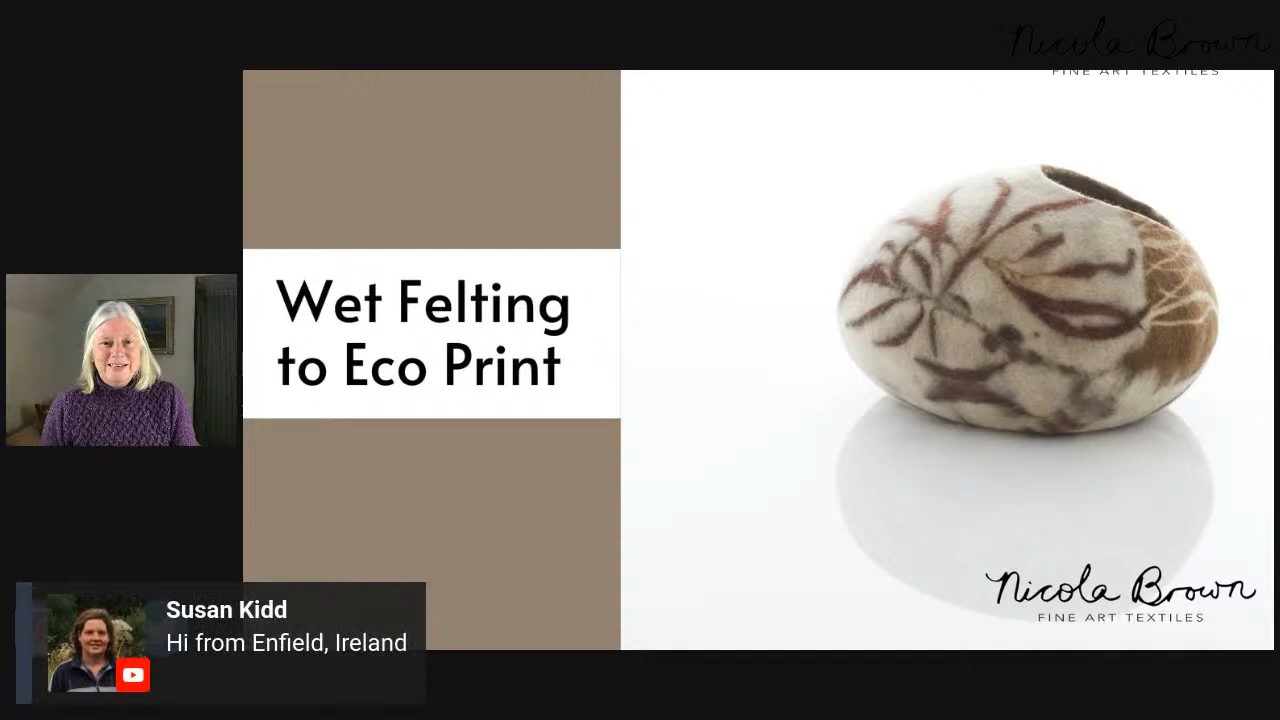 Nicola Brown
FINE ART TEXTILES
Wet Felting
to Eco Print
Nicola Brown
FINE ART TEXTILES
Susan Kidd
Hi from Enfield, Ireland